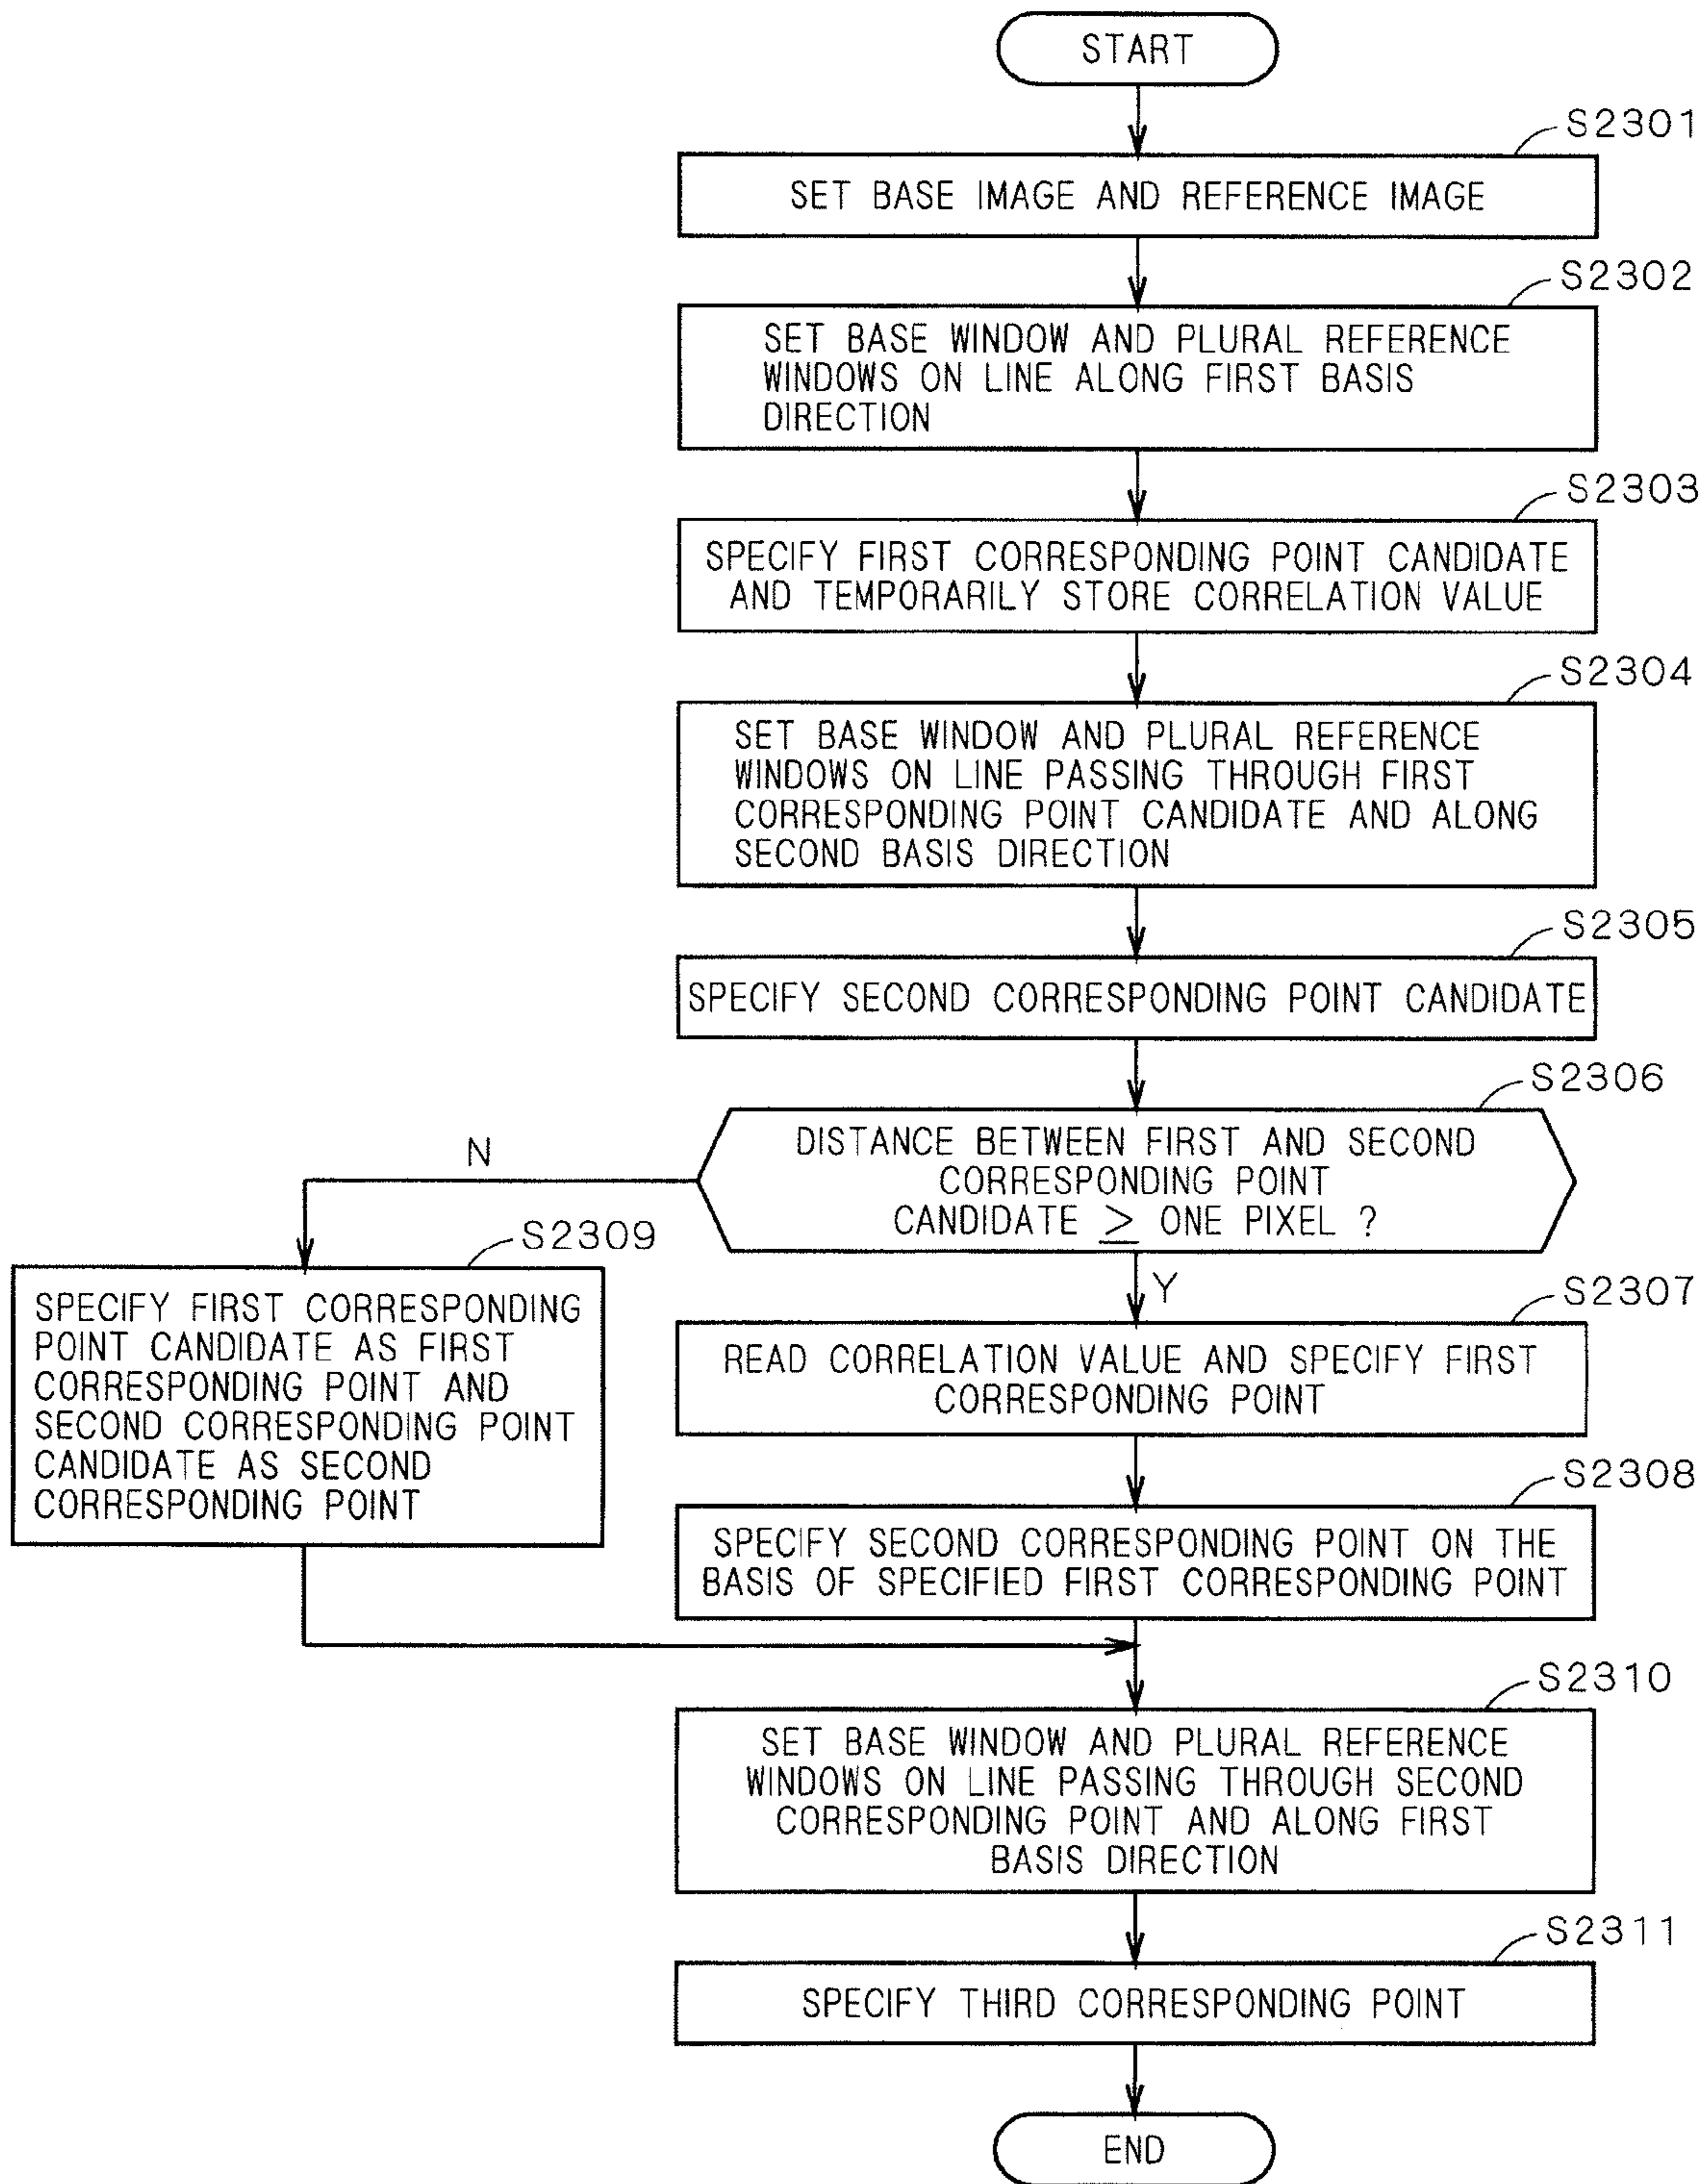 START
S2301
SET BASE IMAGE AND REFERENCE IMAGE
S2302
SET BASE WINDOW AND PLURAL REFERENCE
WINDOWS ON LINE ALONG FIRST BASIS
DIRECTION
S2303
SPECIFY FIRST CORRESPONDING POINT CANDIDATE
AND TEMPORARILY STORE CORRELATION VALUE
S2304
SET BASE WINDOW AND PLURAL REFERENCE
WINDOWS ON LINE PASSING THROUGH FIRST
CORRESPONDING POINT CANDIDATE AND ALONG
SECOND BASIS DIRECTION
S2305
SPECIFY SECOND CORRESPONDING POINT CANDIDATE
S2306
DISTANCE BETWEEN FIRST AND SECOND
CORRESPONDING POINT
CANDIDATE ≥ ONE PIXEL ?
N
S2309
SPECIFY FIRST CORRESPONDING
POINT CANDIDATE AS FIRST
CORRESPONDING POINT AND
SECOND CORRESPONDING POINT
CANDIDATE AS SECOND
CORRESPONDING POINT
Y
S2307
READ CORRELATION VALUE AND SPECIFY FIRST
CORRESPONDING POINT
S2308
SPECIFY SECOND CORRESPONDING POINT ON THE
BASIS OF SPECIFIED FIRST CORRESPONDING POINT
S2310
SET BASE WINDOW AND PLURAL REFERENCE
WINDOWS ON LINE PASSING THROUGH SECOND
CORRESPONDING POINT AND ALONG FIRST
BASIS DIRECTION
S2311
SPECIFY THIRD CORRESPONDING POINT
END